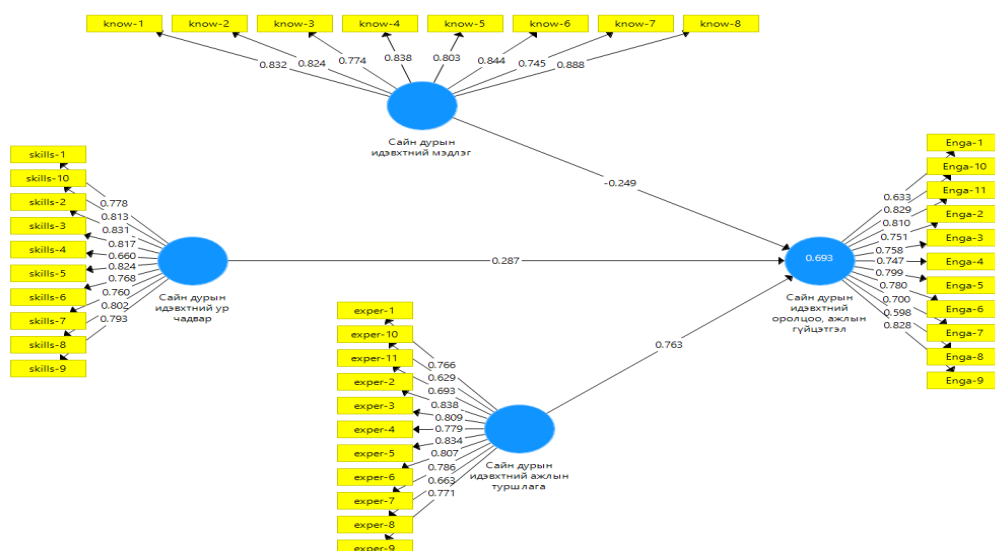 know-1
know-2
know-3
know-4
know-5
know-6
know-7
know-8
0.832
0.824
0.774
0.838
0.803
0.844
0.745
0.888
Сайн дурын
идэвхтний мэдлэг
-0.249
skills-1
skills-10
skills-2
skills-3
skills-4
skills-5
skills-6
skills-7
skills-8
skills-9
0.778
0.813
0.831
0.817
0.660
0.824
0.768
0.760
0.802
0.793
Сайн дурын
идэвхтний ур
чадвар
0.287
exper-1
exper-10
exper-11
exper-2
exper-3
exper-4
exper-5
exper-6
exper-7
exper-8
exper-9
0.766
0.629
0.693
0.838
0.809
0.779
0.834
0.807
0.786
0.663
0.771
Сайн дурын
идэвхтний ажлын
туршлага
0.763
0.693
Сайн дурын
идэвхтний
оролцоо, ажлын
гүйцэтгэл
0.633
0.829
0.810
0.751
0.758
0.747
0.799
0.780
0.700
0.598
0.828
Enga-1
Enga-10
Enga-11
Enga-2
Enga-3
Enga-4
Enga-5
Enga-6
Enga-7
Enga-8
Enga-9